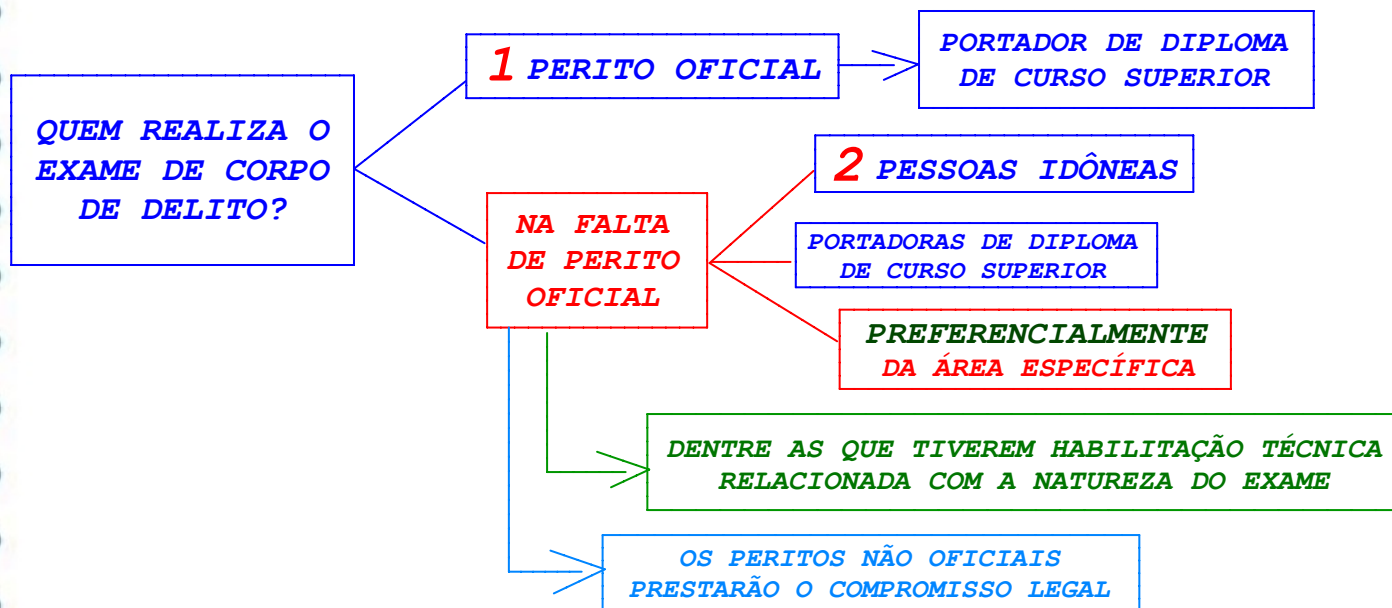 QUEM REALIZA O
EXAME DE CORPO
DE DELITO?
1 PERITO OFICIAL
PORTADOR DE DIPLOMA
DE CURSO SUPERIOR
NA FALTA
DE PERITO
OFICIAL
2 PESSOAS IDÔNEAS
PORTADORAS DE DIPLOMA
DE CURSO SUPERIOR
PREFERENCIALMENTE
DA ÁREA ESPECÍFICA
DENTRE AS QUE TIVEREM HABILITAÇÃO TÉCNICA
RELACIONADA COM A NATUREZA DO EXAME
OS PERITOS NÃO OFICIAIS
PRESTARÃO O COMPROMISSO LEGAL